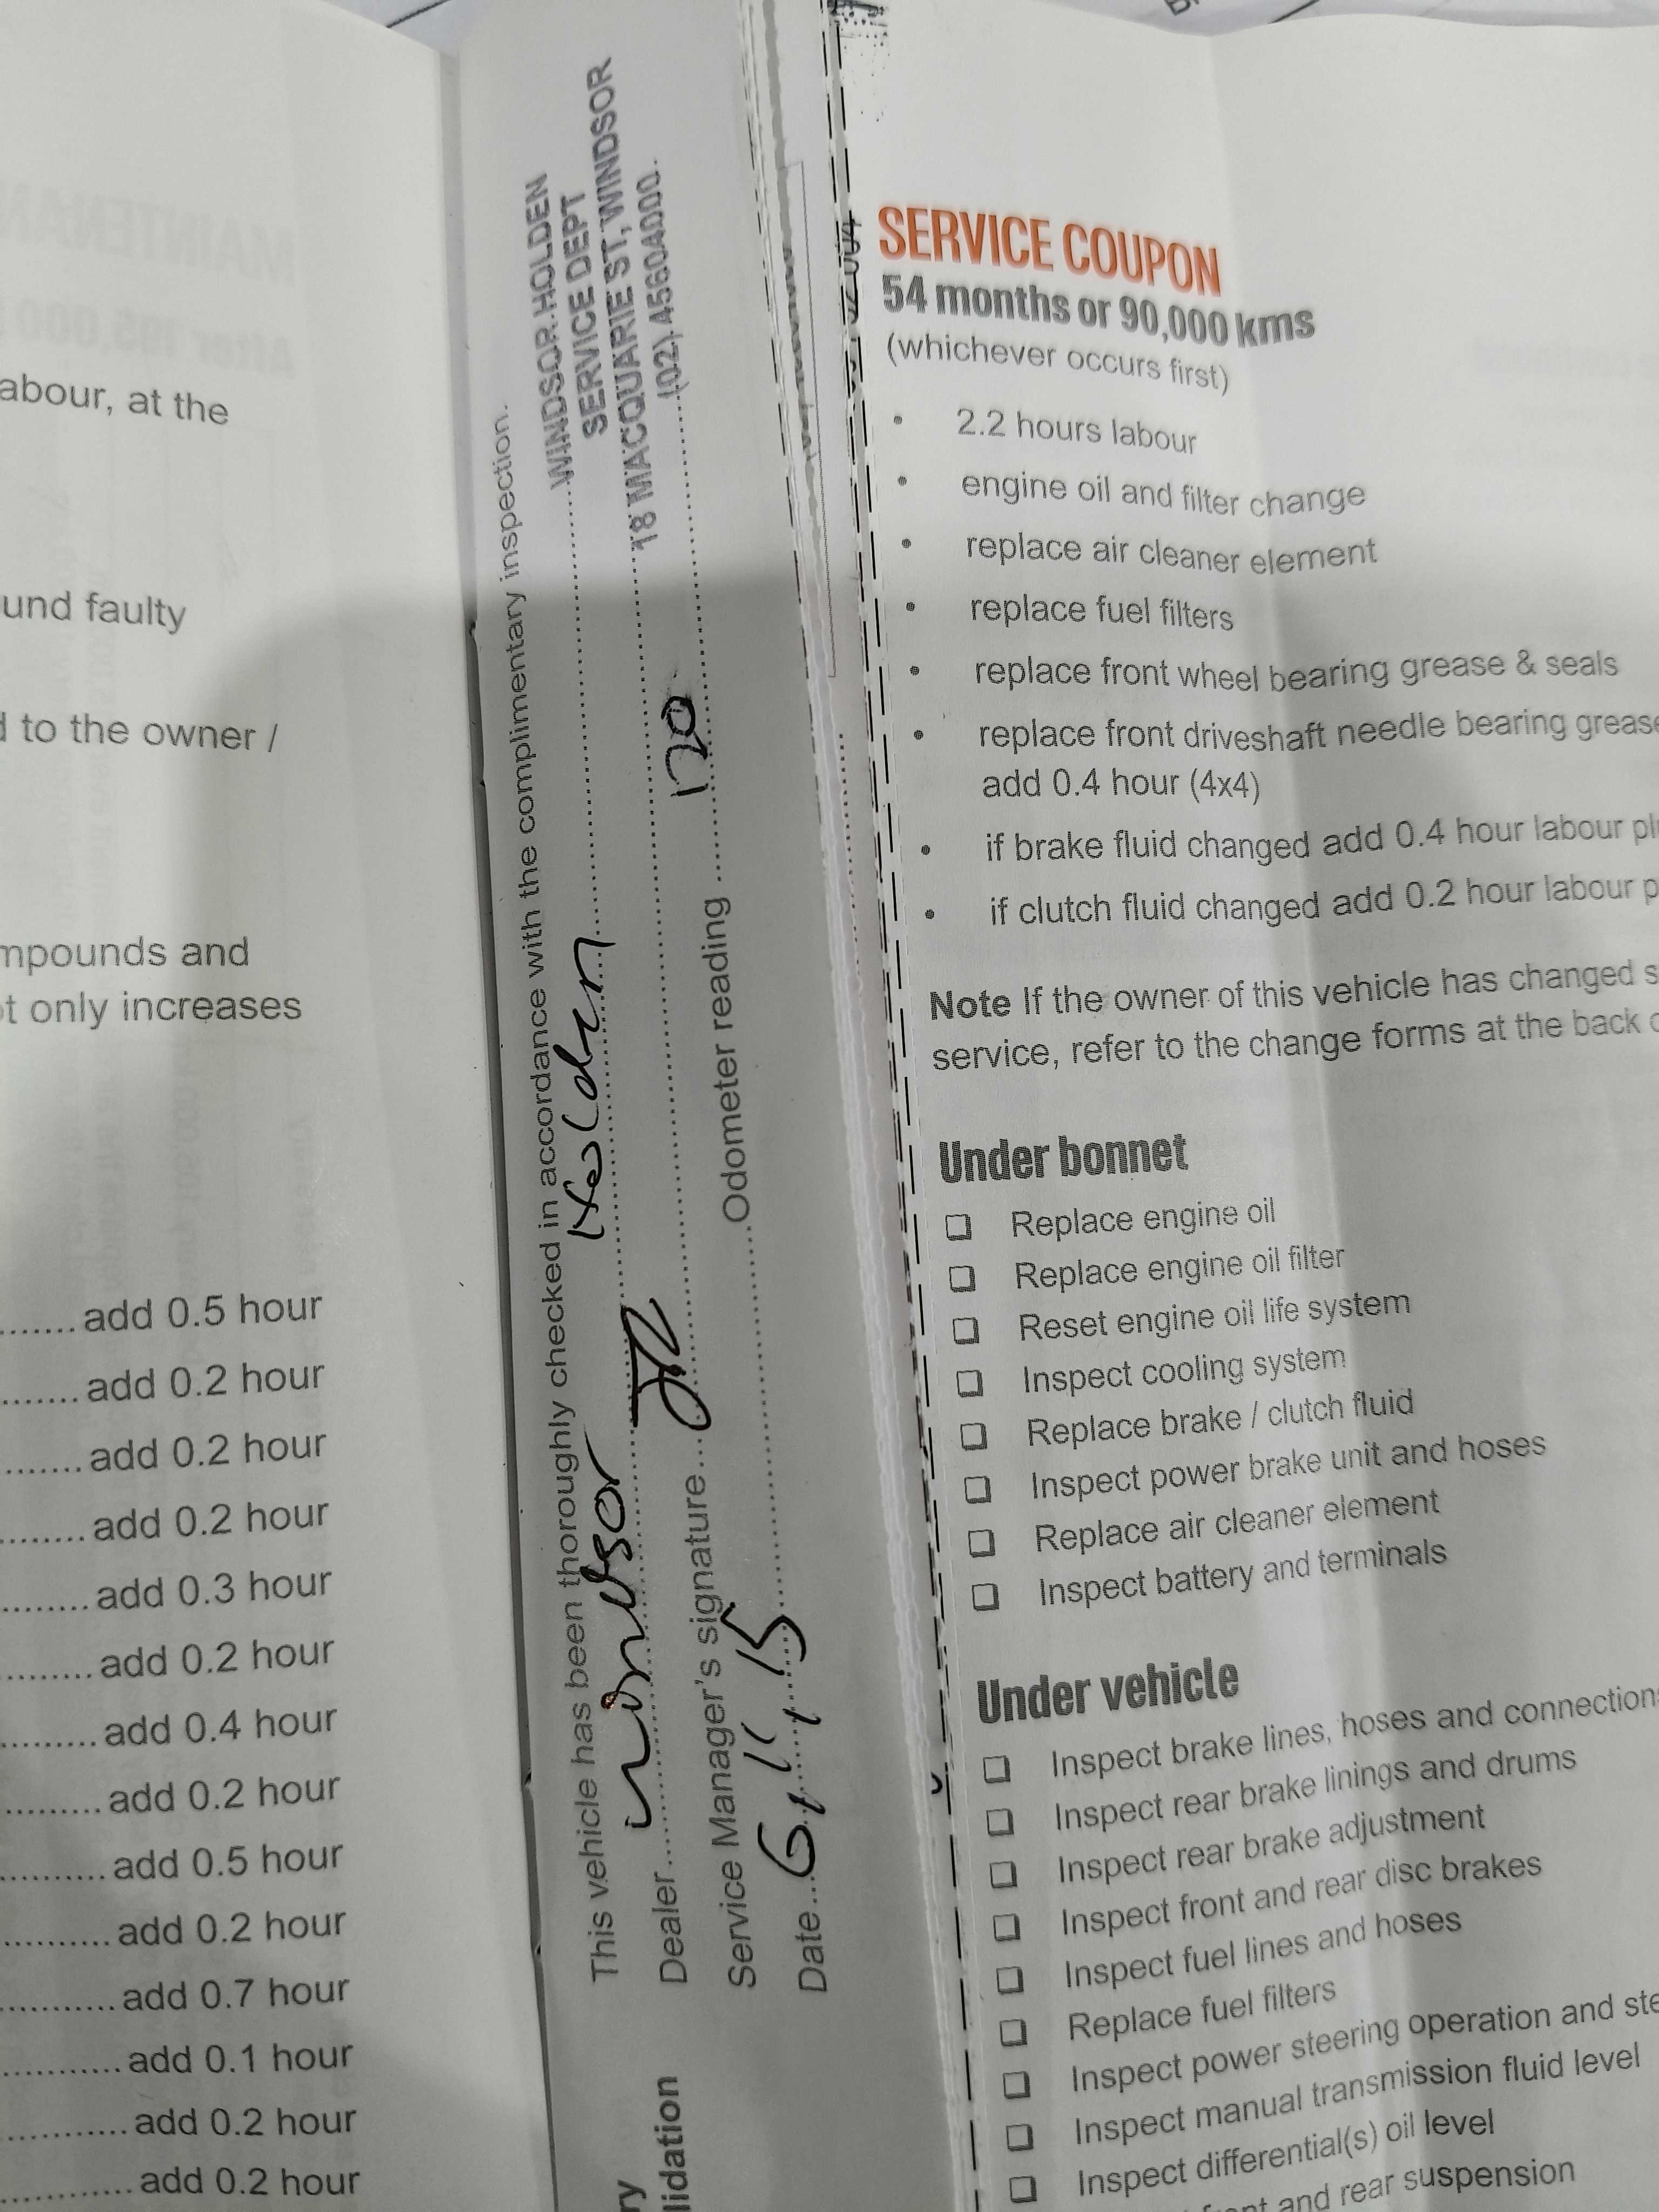 abour, at the
und faulty
d to the owner /
mpounds and
t only increases
....... add 0.5 hour
....... add 0.2 hour
....... add 0.2 hour
........ add 0.2 hour
......... add 0.3 hour
......... add 0.2 hour
......... add 0.4 hour
......... add 0.2 hour
.......... add 0.5 hour
.......... add 0.2 hour
........... add 0.7 hour
........... add 0.1 hour
........... add 0.2 hour
............ add 0.2 hour
ry
lidation
This vehicle has been thoroughly checked in accordance with the complimentary inspection.
Dealer Windsor Holden
WINDSOR HOLDEN
SERVICE DEPT
18 MACQUARIE ST, WINDSOR
(02) 45604000
Service Manager's signature
Date 6/11/15 Odometer reading 120
SERVICE COUPON
54 months or 90,000 kms
(whichever occurs first)
• 2.2 hours labour
• engine oil and filter change
• replace air cleaner element
• replace fuel filters
• replace front wheel bearing grease & seals
• replace front driveshaft needle bearing grease
add 0.4 hour (4x4)
• if brake fluid changed add 0.4 hour labour pl
• if clutch fluid changed add 0.2 hour labour p
Note If the owner of this vehicle has changed s
service, refer to the change forms at the back o
Under bonnet
Replace engine oil
Replace engine oil filter
Reset engine oil life system
Inspect cooling system
Replace brake / clutch fluid
Inspect power brake unit and hoses
Replace air cleaner element
Inspect battery and terminals
Under vehicle
Inspect brake lines, hoses and connections
Inspect rear brake linings and drums
Inspect rear brake adjustment
Inspect front and rear disc brakes
Inspect fuel lines and hoses
Replace fuel filters
Inspect power steering operation and ste
Inspect manual transmission fluid level
Inspect differential(s) oil level
front and rear suspension